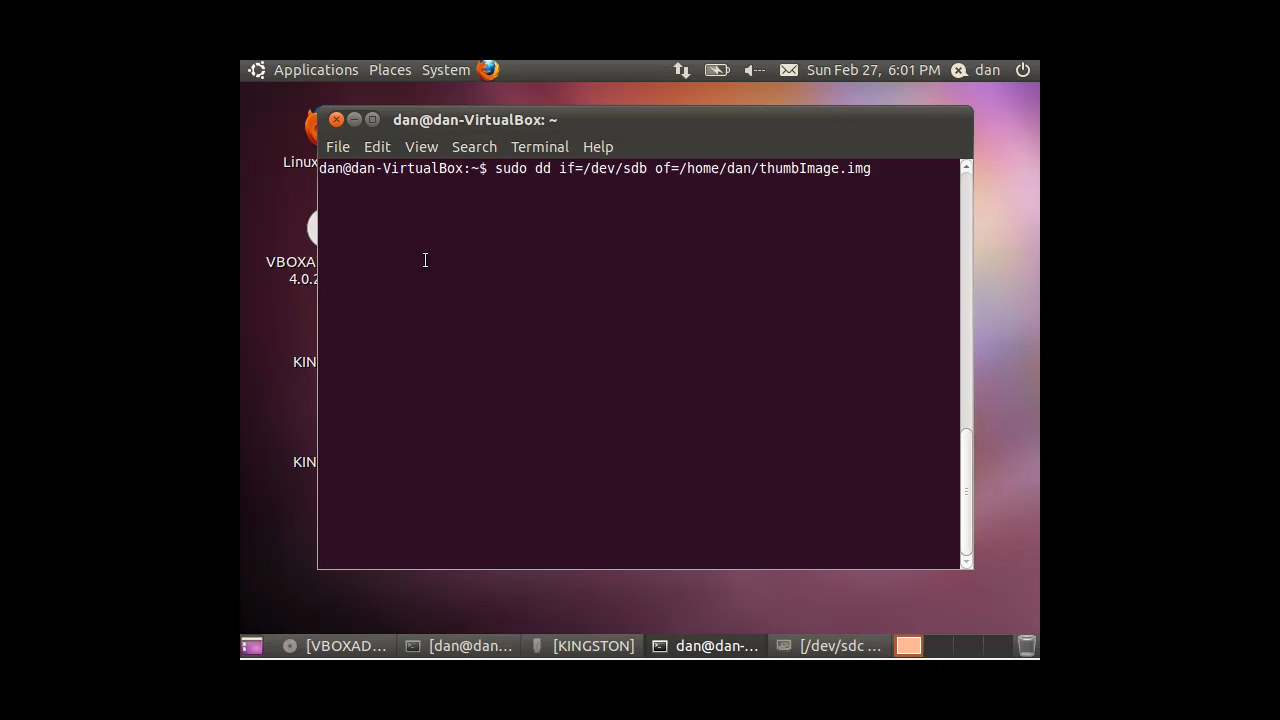 Applications Places System Sun Feb 27, 6:01 PM dan
dan@dan-VirtualBox: ~
File Edit View Search Terminal Help
dan@dan-VirtualBox:~$ sudo dd if=/dev/sdb of=/home/dan/thumbImage.img
Linux
VBOXA
4.0.2
KIN
KIN
[VBOXAD... [dan@dan... [KINGSTON] dan@dan-... [/dev/sdc ...